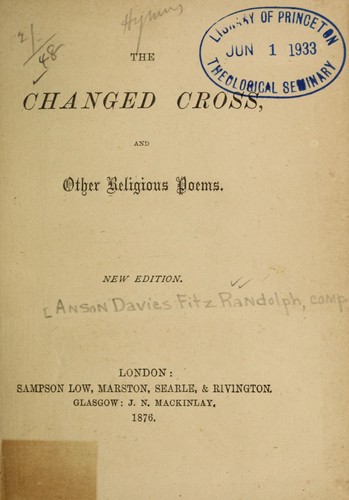 2/-
48
Hymns
LIBRARY OF PRINCETON
JUN 1 1933
THEOLOGICAL SEMINARY
THE
CHANGED CROSS,
AND
Other Religious Poems.
NEW EDITION.
[Anson Davies Fitz Randolph, comp.
LONDON:
SAMPSON LOW, MARSTON, SEARLE, & RIVINGTON.
GLASGOW: J. N. MACKINLAY.
1876.